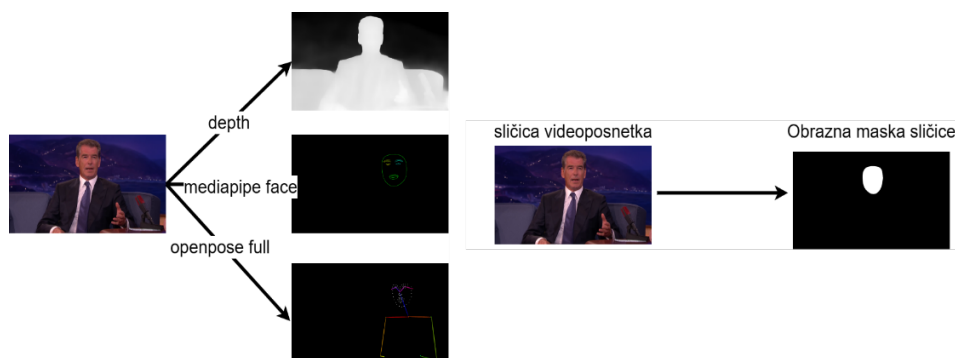 depth
mediapipe face
openpose full
sličica videoposnetka
Obrazna maska sličice